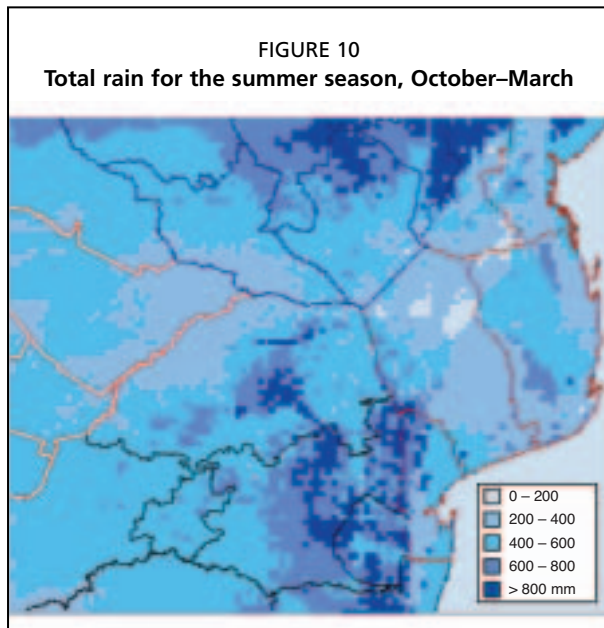 FIGURE 10
Total rain for the summer season, October–March
0 – 200
200 – 400
400 – 600
600 – 800
> 800 mm